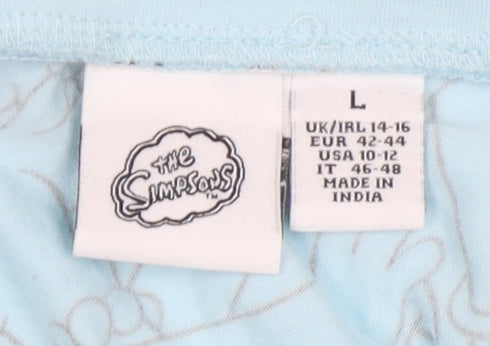 THE
SIMPSONS
TM
L
UK/IRL 14-16
EUR 42-44
USA 10-12
IT 46-48
MADE IN
INDIA